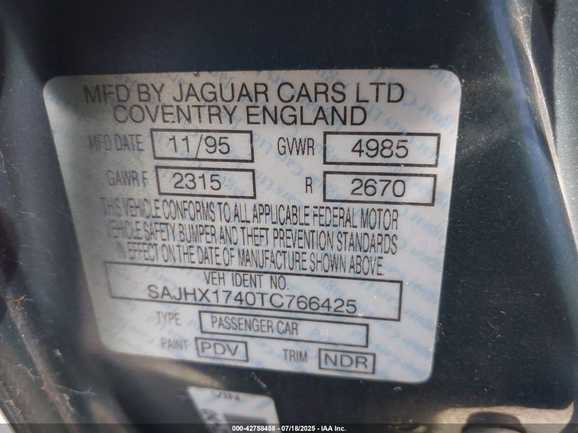 MFD BY JAGUAR CARS LTD
COVENTRY ENGLAND
MFD DATE 11/95 GVWR 4985
GAWR F 2315 R 2670
THIS VEHICLE CONFORMS TO ALL APPLICABLE FEDERAL MOTOR
VEHICLE SAFETY BUMPER AND THEFT PREVENTION STANDARDS
IN EFFECT ON THE DATE OF MANUFACTURE SHOWN ABOVE.
VEH IDENT NO.
SAJHX1740TC766425
TYPE PASSENGER CAR
PAINT PDV TRIM NDR
VIN
000-42758458 - 07/18/2025 - IAA Inc.